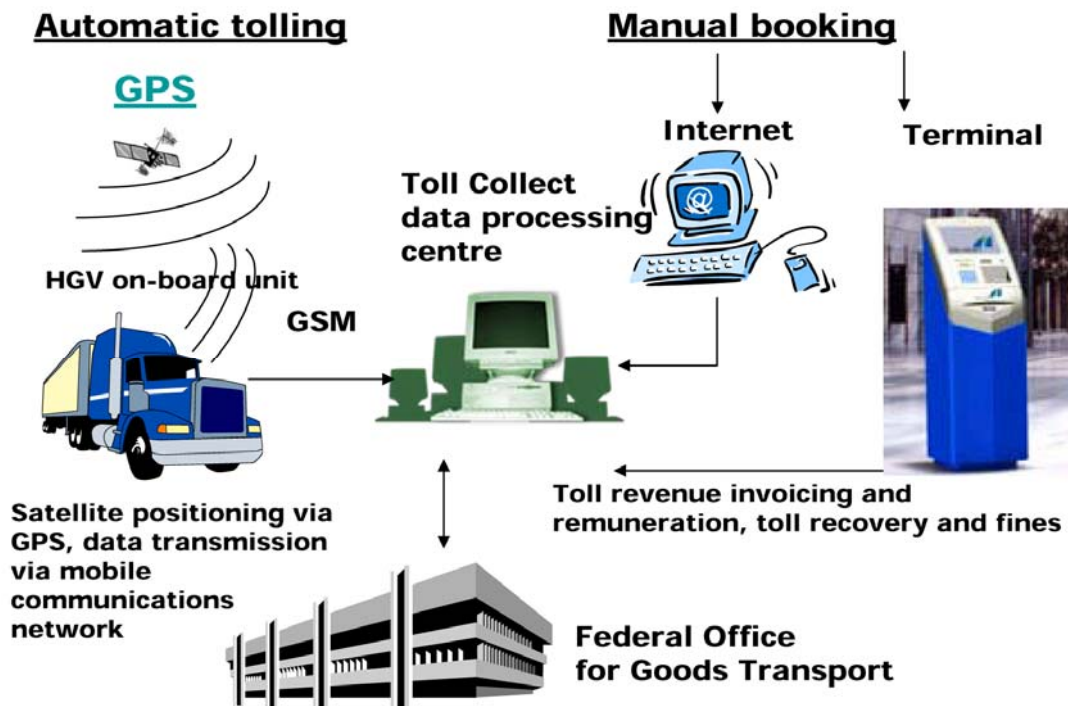 Automatic tolling
Manual booking
GPS
Internet
Terminal
Toll Collect
data processing
centre
@
HGV on-board unit
GSM
Satellite positioning via
GPS, data transmission
via mobile
communications
network
Toll revenue invoicing and
remuneration, toll recovery and fines
Federal Office
for Goods Transport